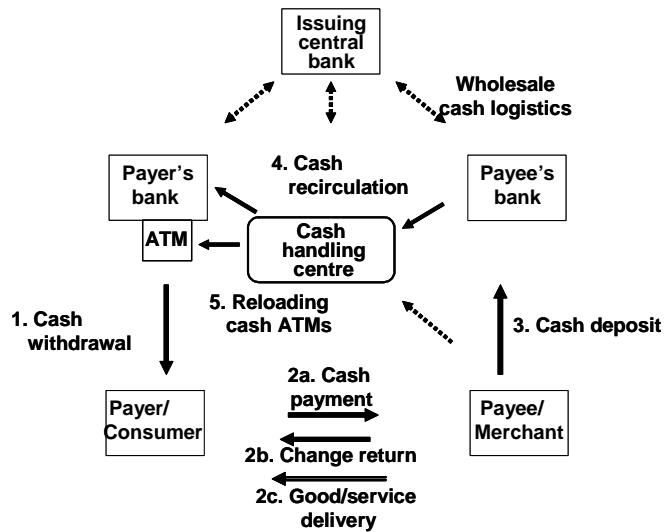 Issuing
central
bank
Wholesale
cash logistics
Payer's
bank
4. Cash
recirculation
Payee's
bank
ATM
Cash
handling
centre
1. Cash
withdrawal
5. Reloading
cash ATMs
3. Cash deposit
Payer/
Consumer
2a. Cash
payment
Payee/
Merchant
2b. Change return
2c. Good/service
delivery